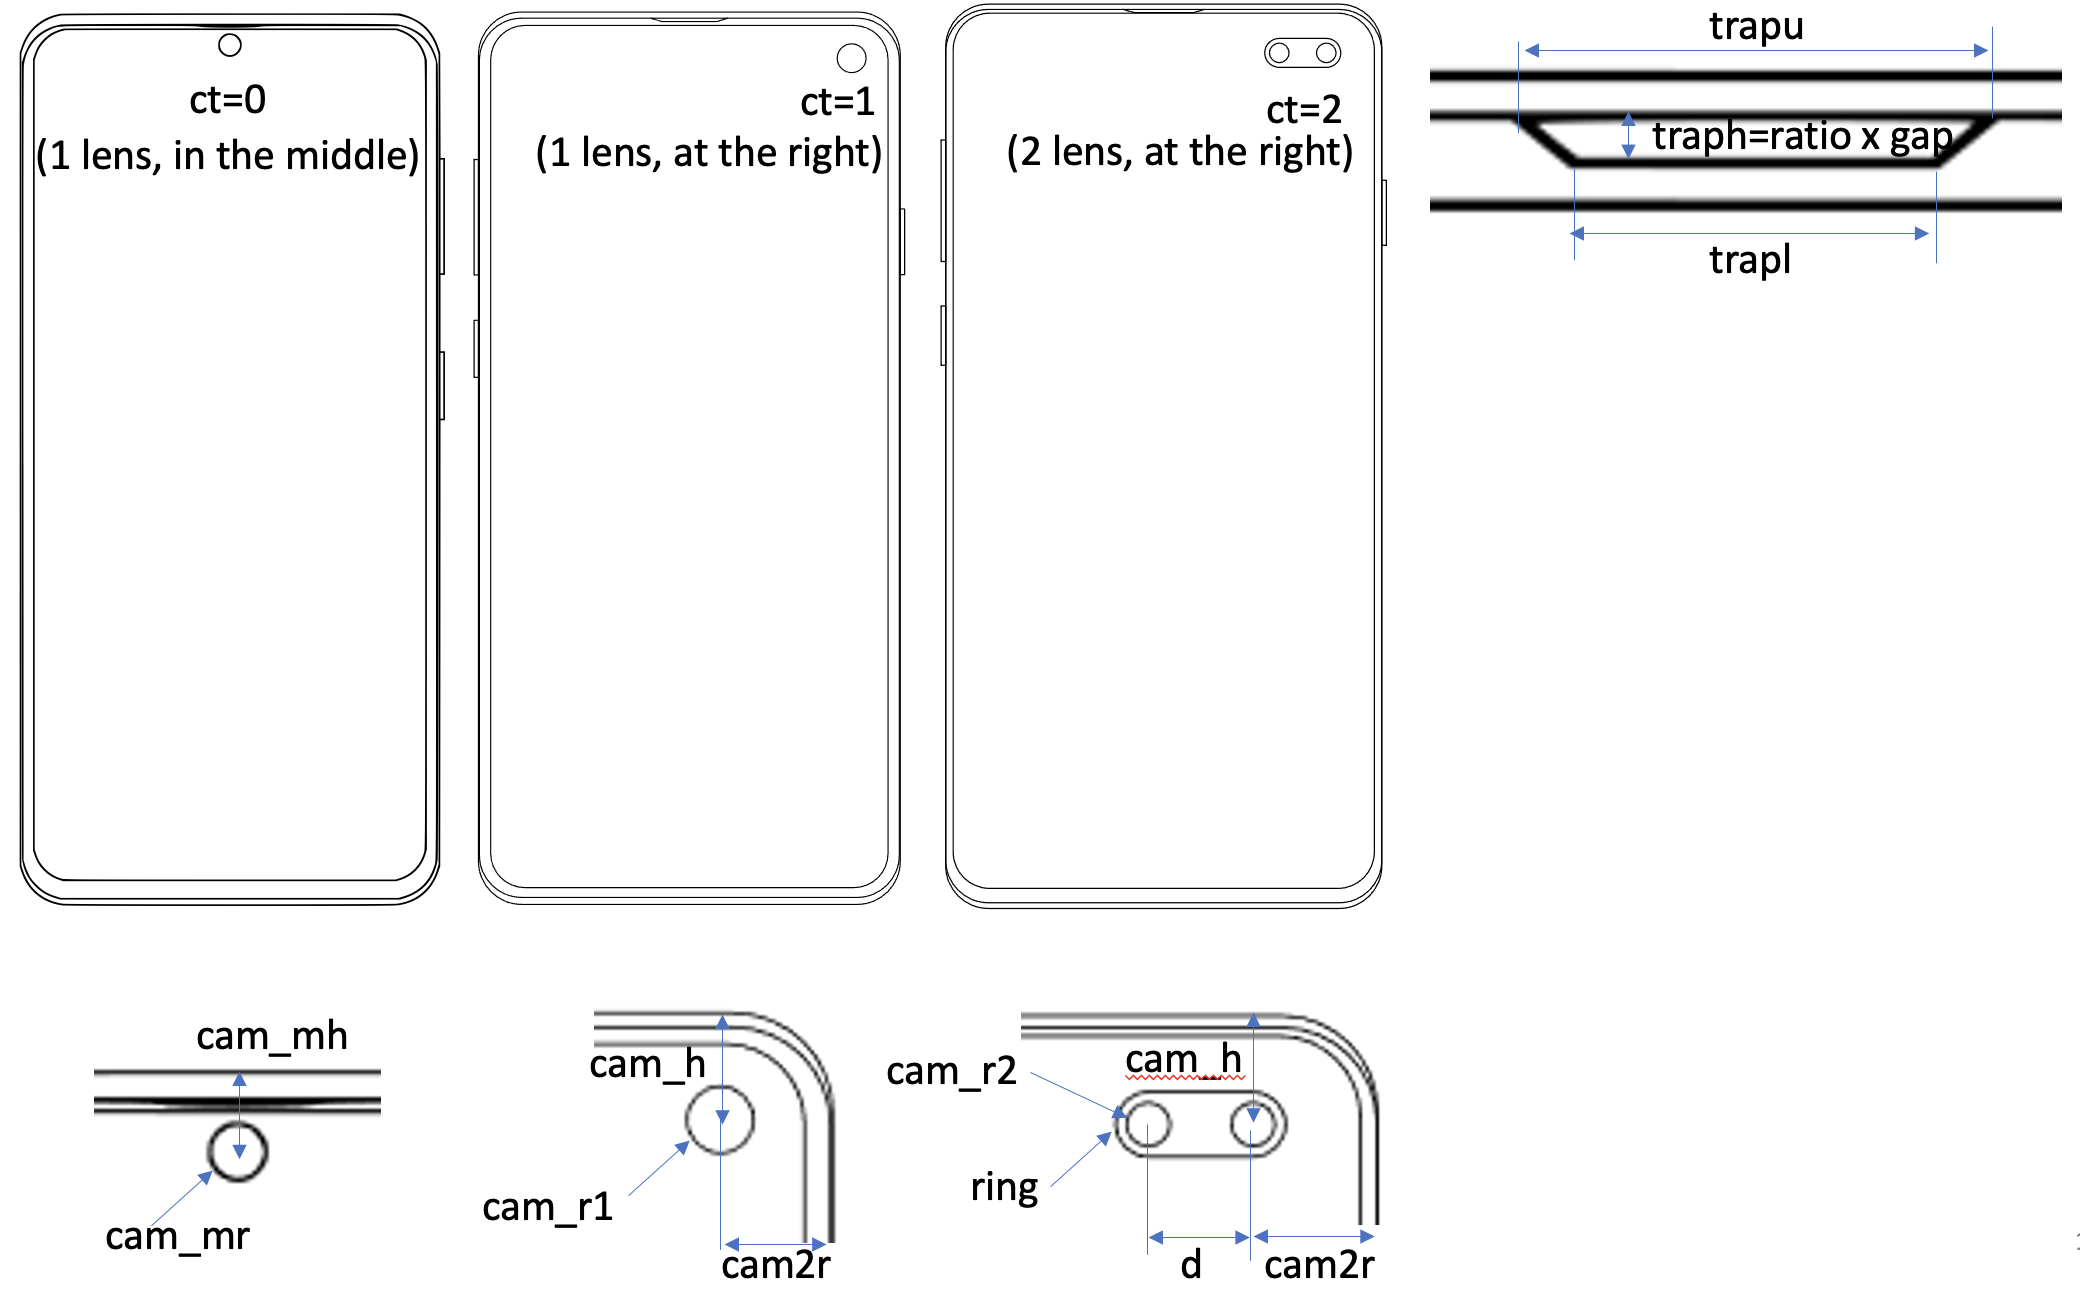 ct=0
(1 lens, in the middle)
ct=1
(1 lens, at the right)
ct=2
(2 lens, at the right)
trapu
traph=ratio x gap
trapl
cam_mh
cam_mr
cam_h
cam_r1
cam2r
cam_r2
cam_h
ring
d
cam2r